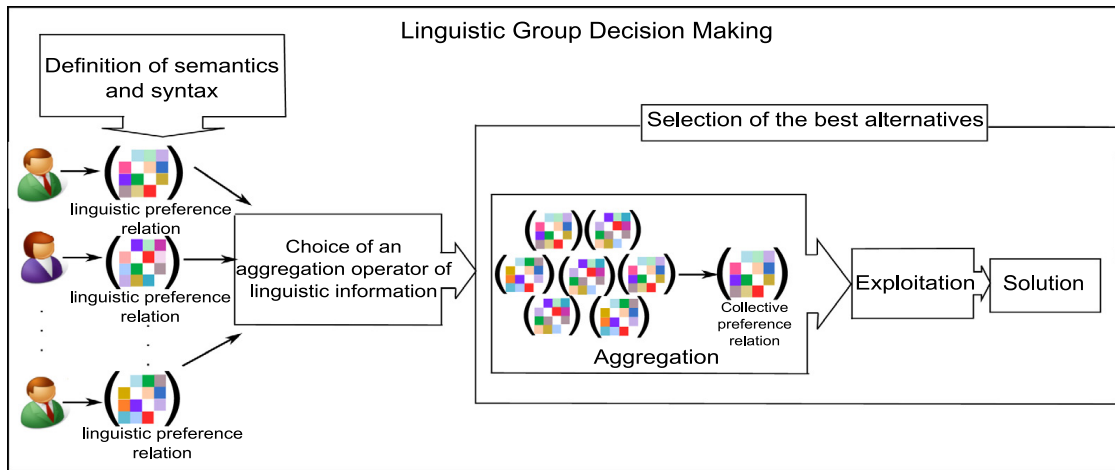 Linguistic Group Decision Making
Definition of semantics
and syntax
linguistic preference
relation
linguistic preference
relation
linguistic preference
relation
Choice of an
aggregation operator of
linguistic information
Selection of the best alternatives
Aggregation
Collective
preference
relation
Exploitation
Solution